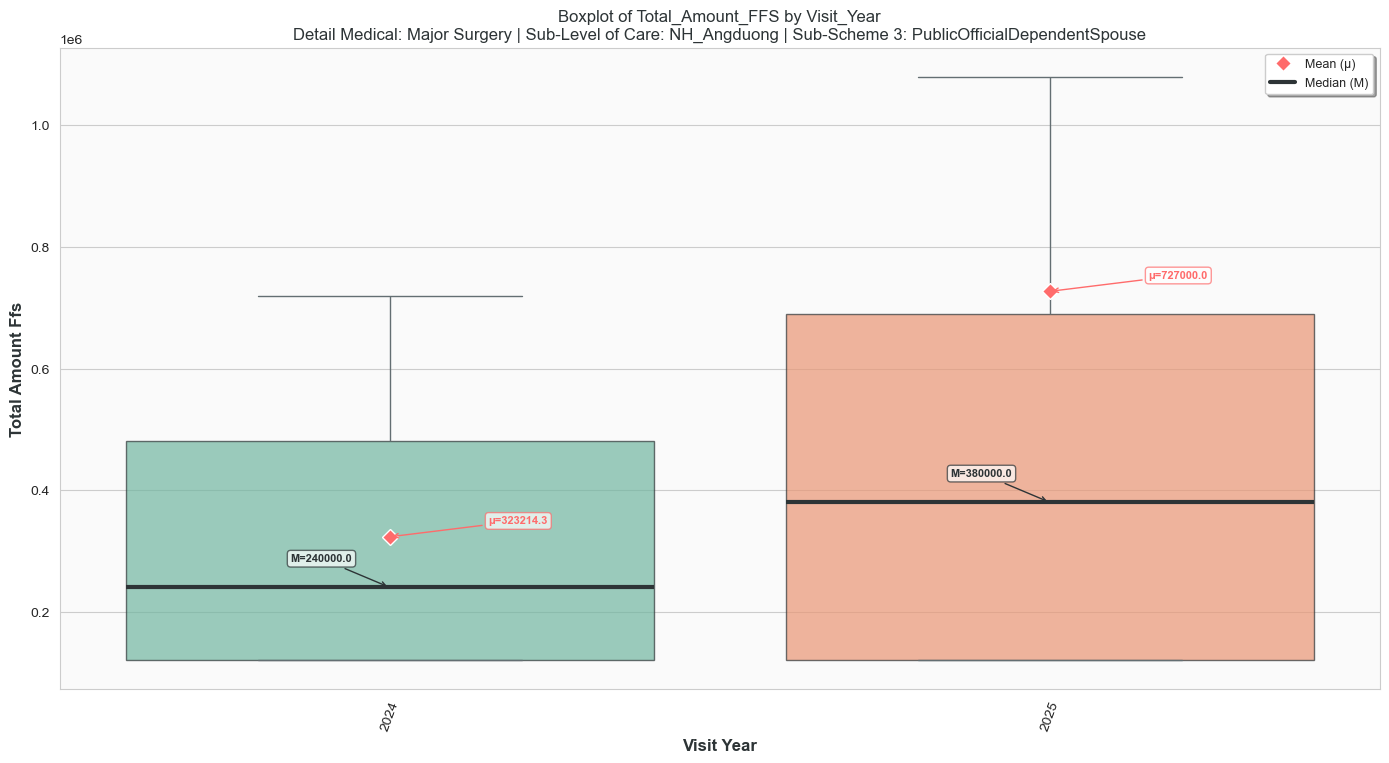 Boxplot of Total_Amount_FFS by Visit_Year
Detail Medical: Major Surgery | Sub-Level of Care: NH_Angduong | Sub-Scheme 3: PublicOfficialDependentSpouse
1e6
Mean (μ)
Median (M)
1.0
0.8
0.6
0.4
0.2
Total Amount Ffs
μ=727000.0
M=380000.0
μ=323214.3
M=240000.0
2024
2025
Visit Year